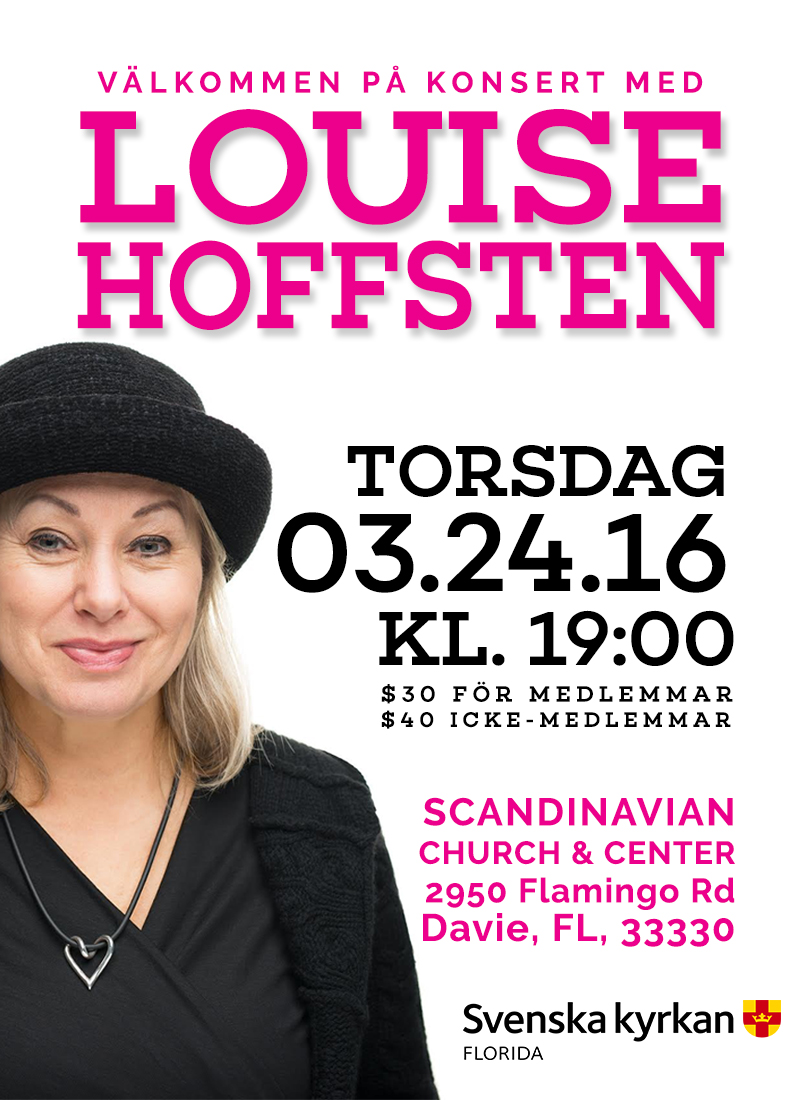 VÄLKOMMEN PÅ KONSERT MED
LOUISE
HOFFSTEN
TORSDAG
03.24.16
KL. 19:00
$30 FÖR MEDLEMMAR
$40 ICKE-MEDLEMMAR
SCANDINAVIAN
CHURCH & CENTER
2950 Flamingo Rd
Davie, FL, 33330
Svenska kyrkan
FLORIDA